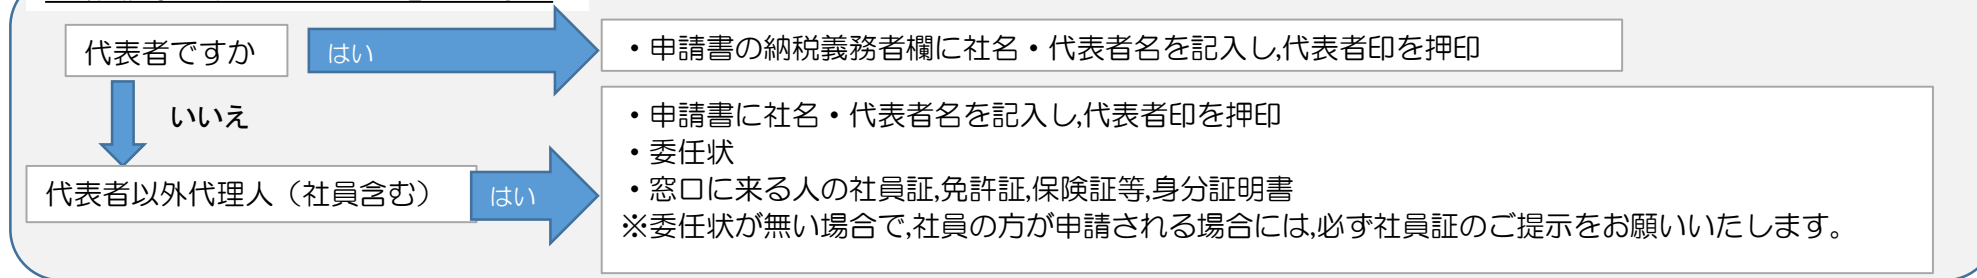 代表者ですか
はい
・申請書の納税義務者欄に社名・代表者名を記入し,代表者印を押印
いいえ
代表者以外代理人（社員含む）
はい
・申請書に社名・代表者名を記入し,代表者印を押印
・委任状
・窓口に来る人の社員証,免許証,保険証等,身分証明書
※委任状が無い場合で,社員の方が申請される場合には,必ず社員証のご提示をお願いいたします。